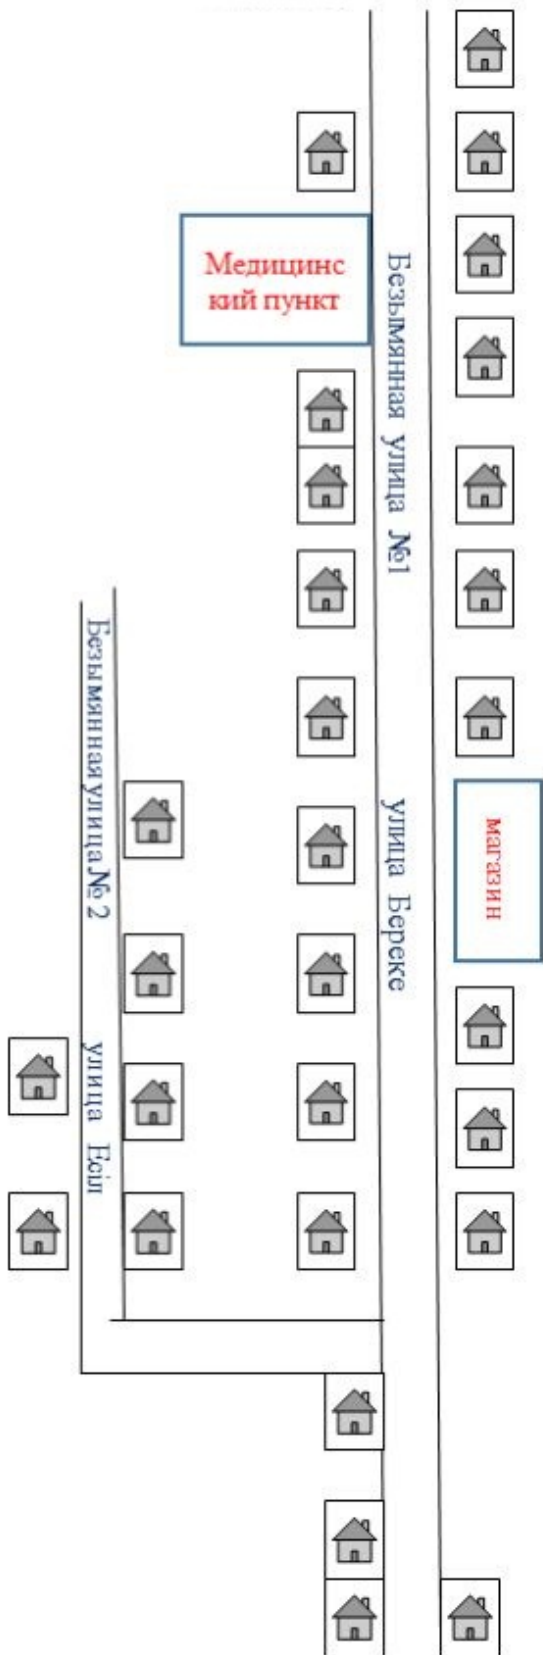 Медицинс
кий пункт
Безымянная улица №1
Безымянная улица № 2
улица Береке
магазин
улица Есіл